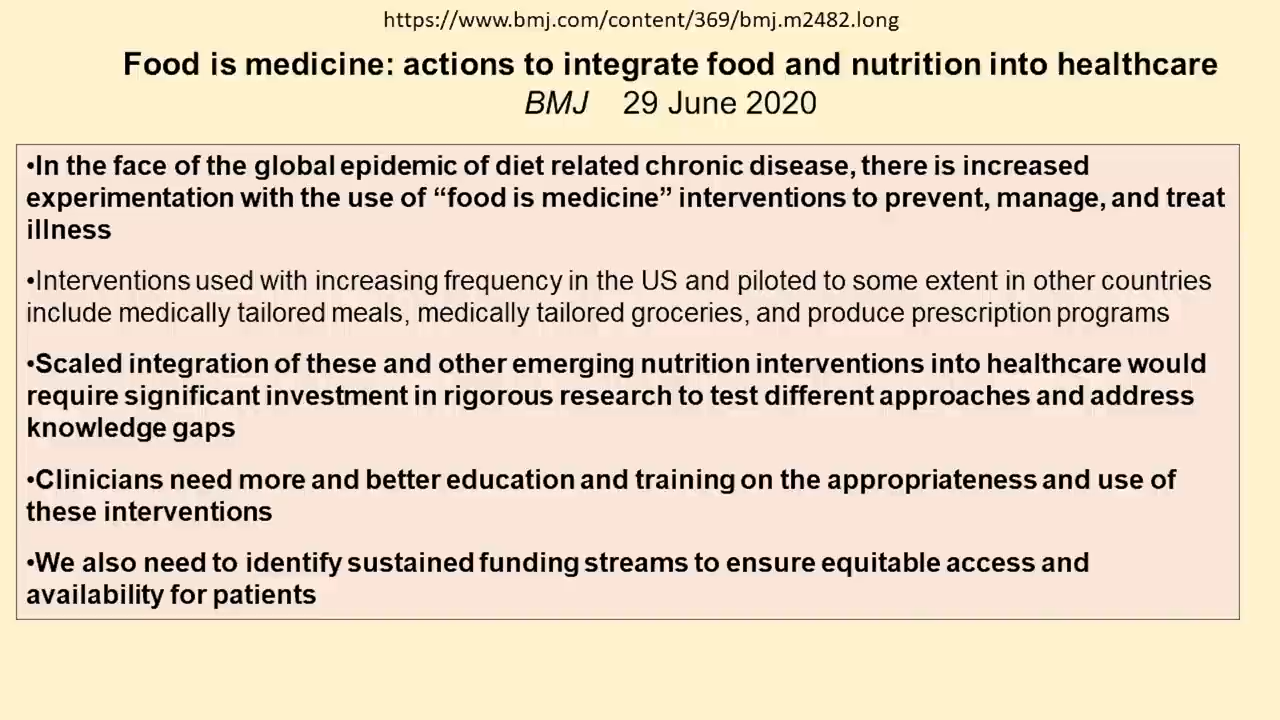 https://www.bmj.com/content/369/bmj.m2482.long
Food is medicine: actions to integrate food and nutrition into healthcare
BMJ 29 June 2020
•In the face of the global epidemic of diet related chronic disease, there is increased
experimentation with the use of “food is medicine” interventions to prevent, manage, and treat
illness
•Interventions used with increasing frequency in the US and piloted to some extent in other countries
include medically tailored meals, medically tailored groceries, and produce prescription programs
•Scaled integration of these and other emerging nutrition interventions into healthcare would
require significant investment in rigorous research to test different approaches and address
knowledge gaps
•Clinicians need more and better education and training on the appropriateness and use of
these interventions
•We also need to identify sustained funding streams to ensure equitable access and
availability for patients